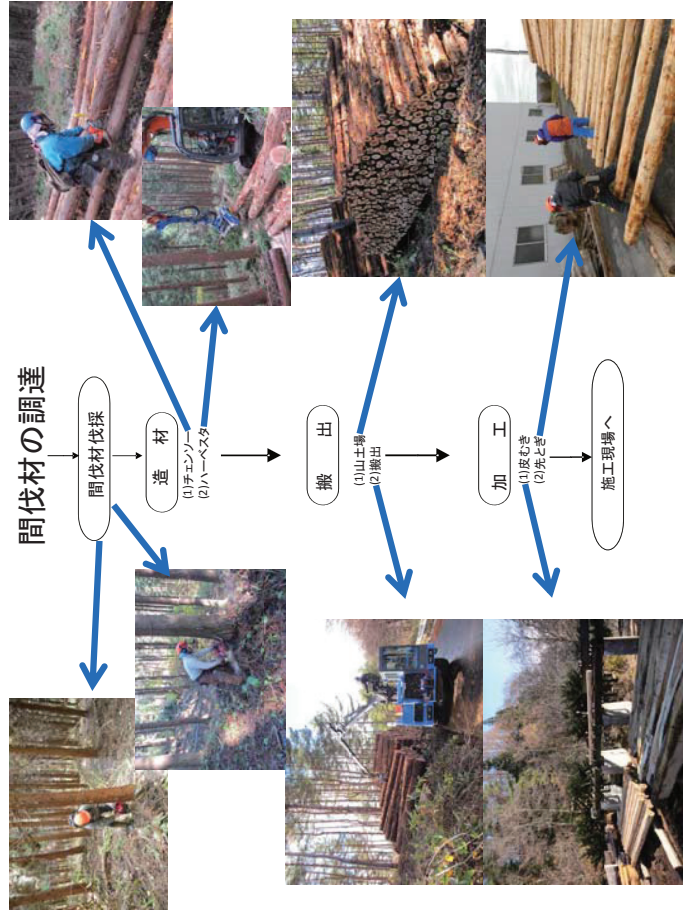 間伐材の調達
間伐材伐採
造　材
(1)チェンソー
(2)ハーベスタ
搬　出
(1)山土場
(2)搬出
加　工
(1)皮むき
(2)先とぎ
施工現場へ